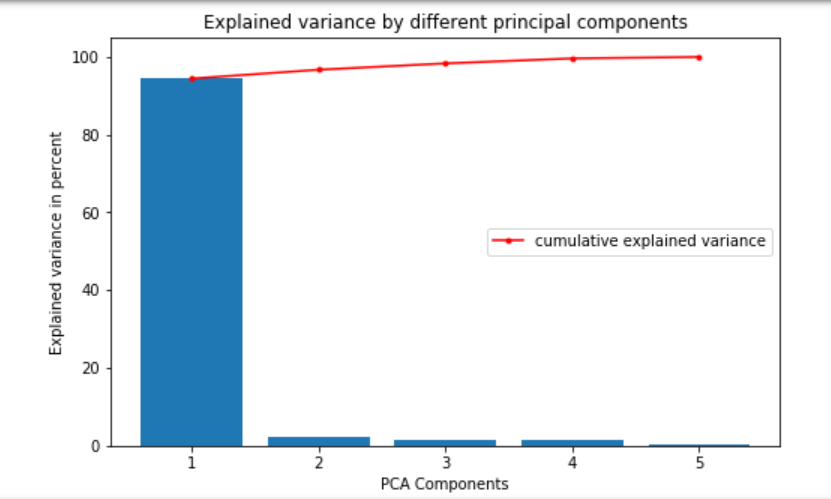 Explained variance by different principal components
100
80
60
40
20
0
Explained variance in percent
cumulative explained variance
1 2 3 4 5
PCA Components